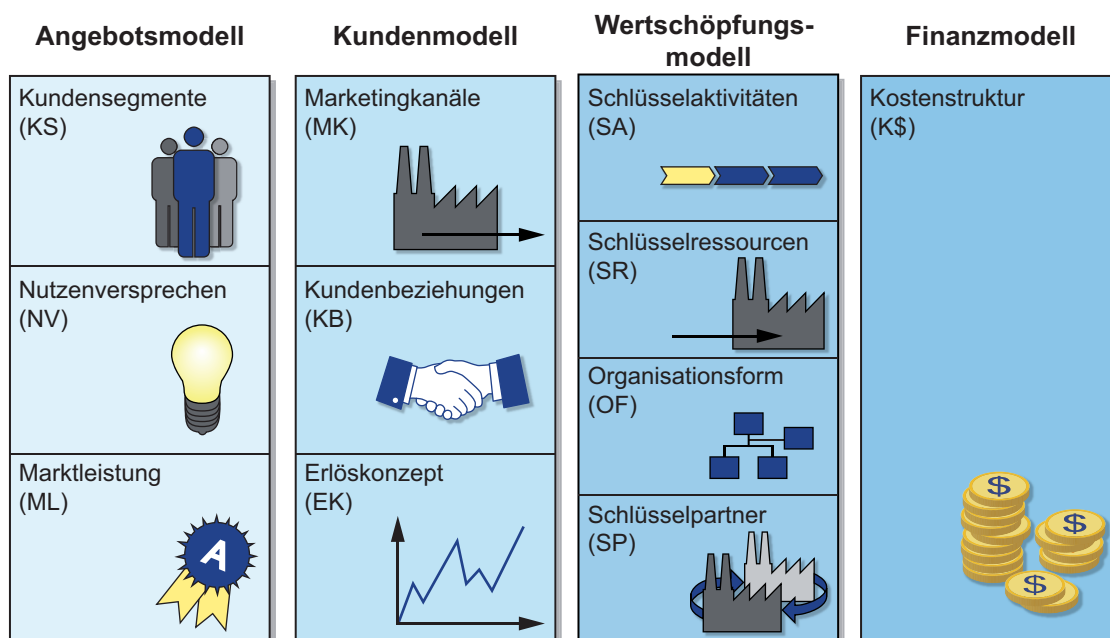 Angebotsmodell
Kundensegmente
(KS)
Nutzenversprechen
(NV)
Marktleistung
(ML)
A
Kundenmodell
Marketingkanäle
(MK)
Kundenbeziehungen
(KB)
Erlöskonzept
(EK)
Wertschöpfungs-
modell
Schlüsselaktivitäten
(SA)
Schlüsselressourcen
(SR)
Organisationsform
(OF)
Schlüsselpartner
(SP)
Finanzmodell
Kostenstruktur
(K$)
$
$
$